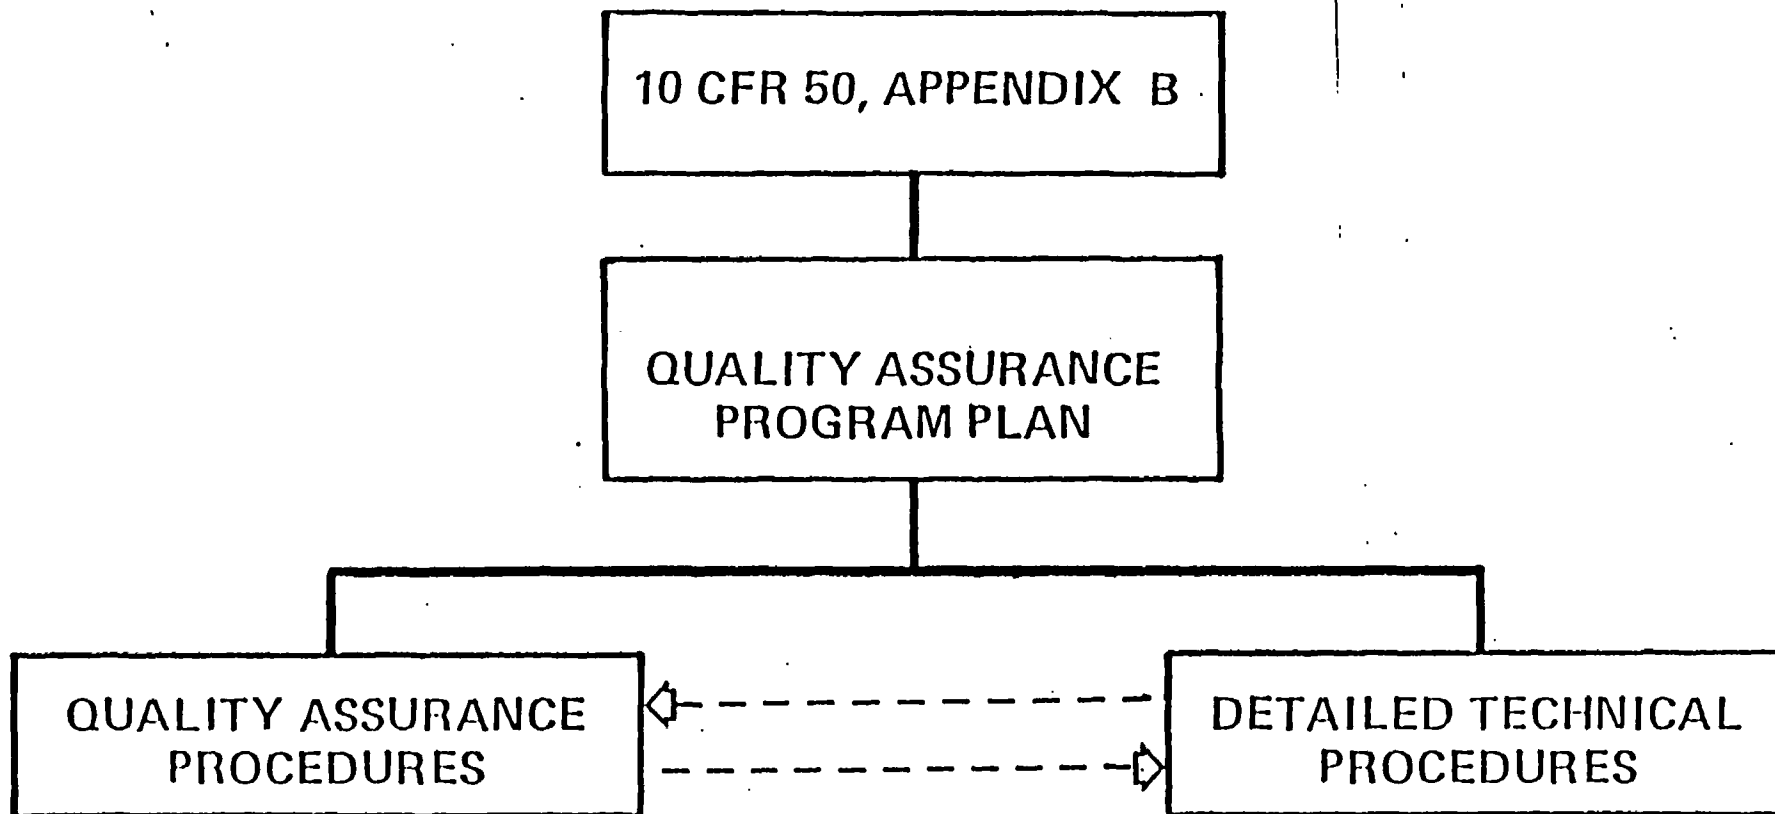 10 CFR 50, APPENDIX B
QUALITY ASSURANCE
PROGRAM PLAN
QUALITY ASSURANCE
PROCEDURES
DETAILED TECHNICAL
PROCEDURES